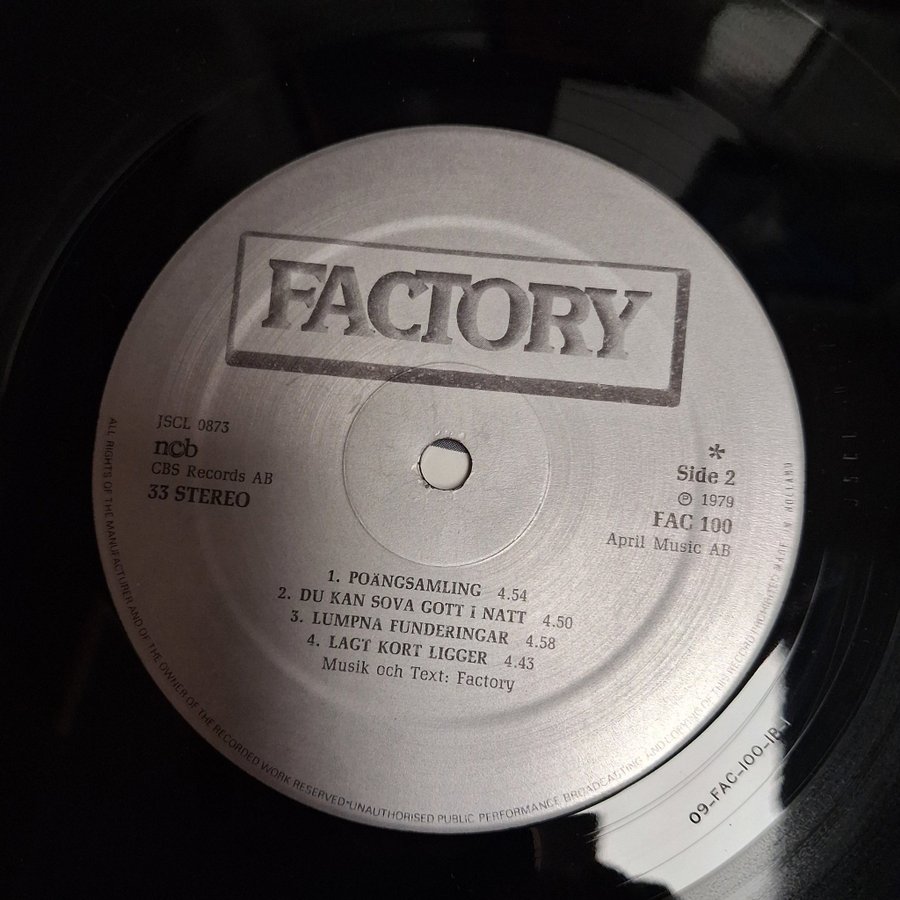 FACTORY
JSCL 0873
ncb
CBS Records AB
33 STEREO
*
Side 2
℗ 1979
FAC 100
April Music AB
1. POÄNGSAMLING 4.54
2. DU KAN SOVA GOTT i NATT 4.50
3. LUMPNA FUNDERINGAR 4.58
4. LAGT KORT LIGGER 4.43
Musik och Text: Factory
ALL RIGHTS OF THE MANUFACTURER AND OF THE OWNER OF THE RECORDED WORK RESERVED·UNAUTHORISED PUBLIC PERFORMANCE BROADCASTING AND COPYING OF THIS RECORD
09-FAC-100-1B-1